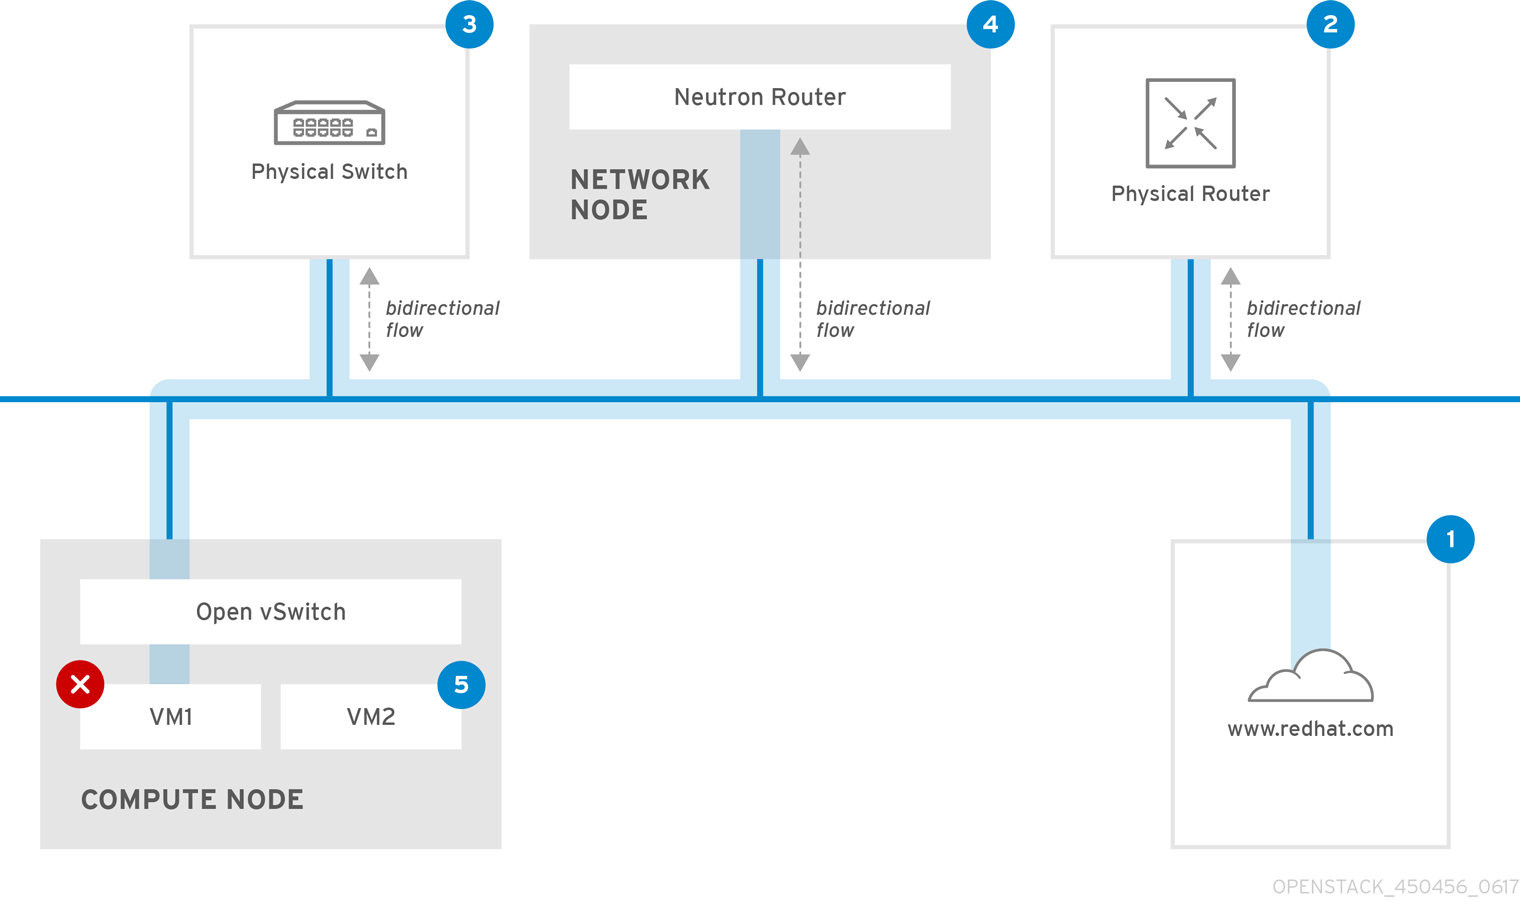 3
4
2
Physical Switch
Neutron Router
NETWORK
NODE
Physical Router
bidirectional
flow
bidirectional
flow
bidirectional
flow
1
Open vSwitch
5
VM1
VM2
COMPUTE NODE
www.redhat.com
OPENSTACK_450456_0617